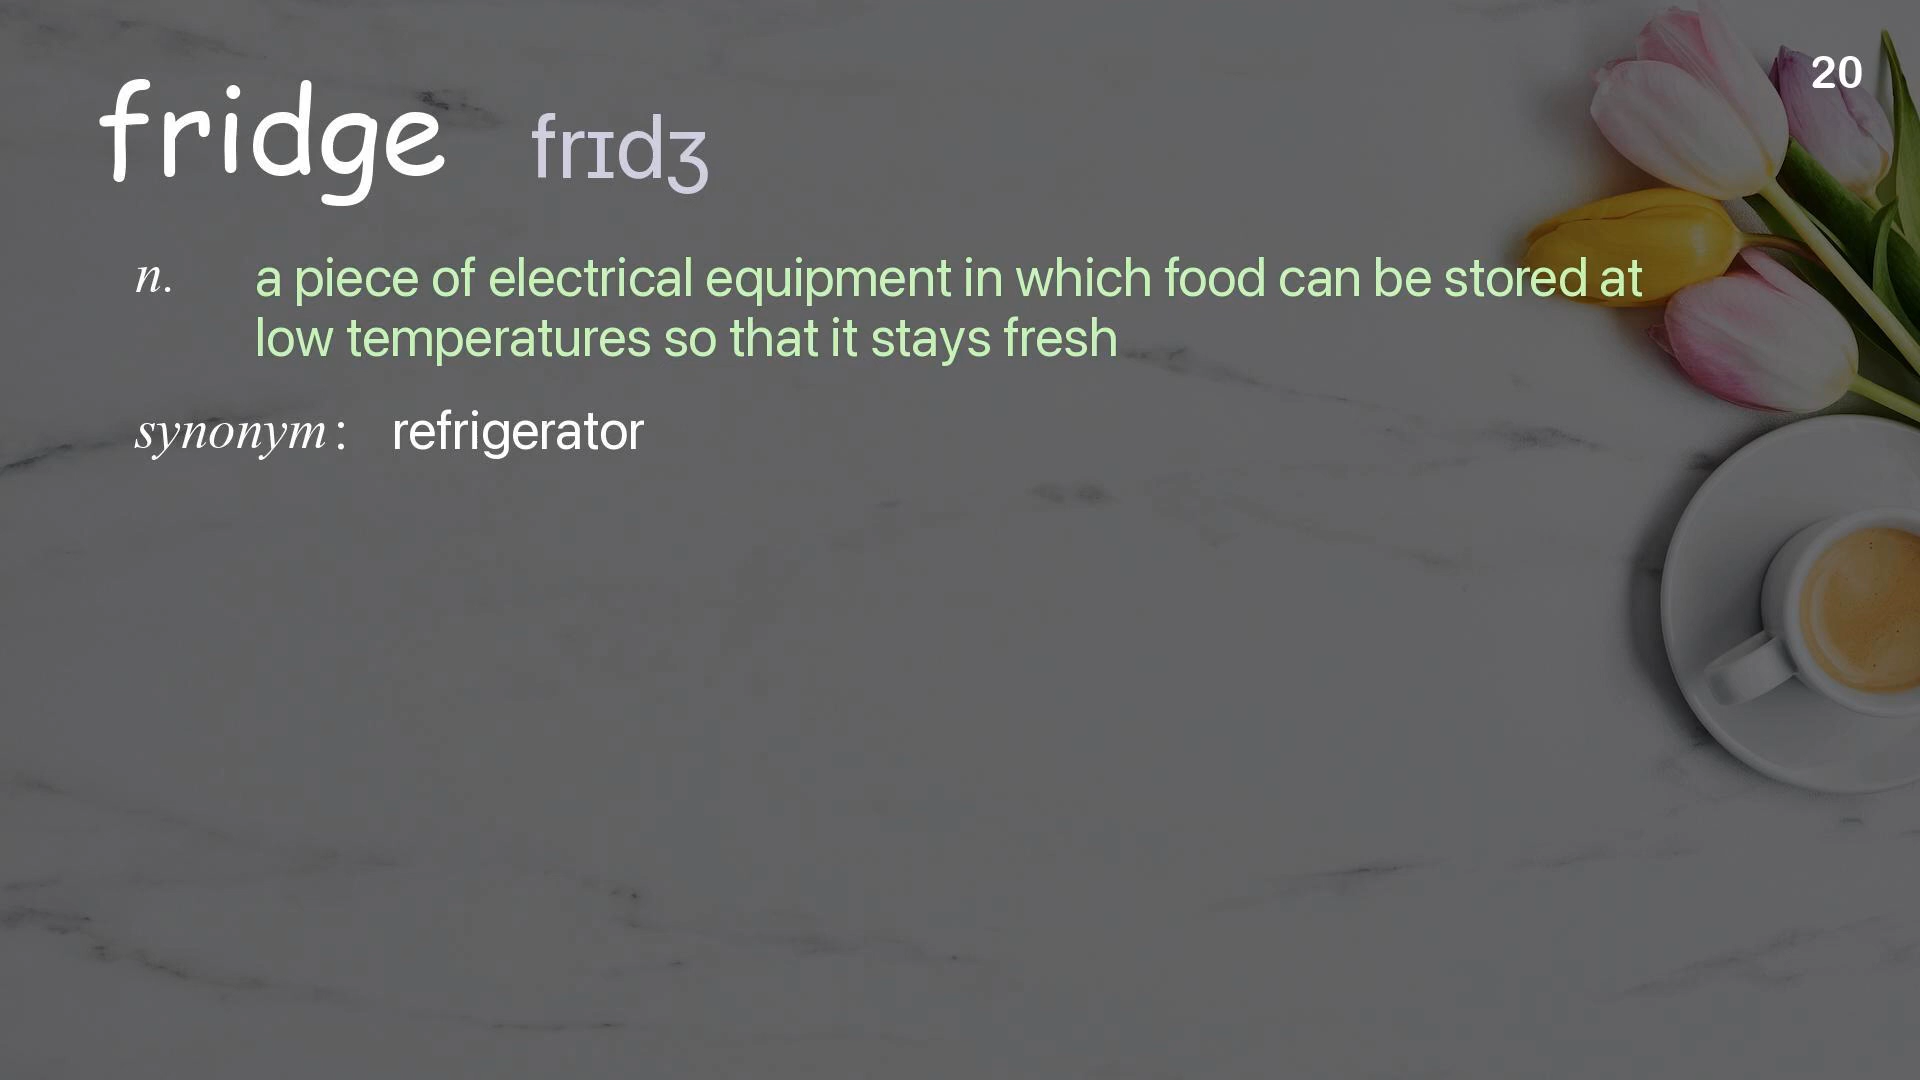 20
fridge frɪdʒ
n. a piece of electrical equipment in which food can be stored at
low temperatures so that it stays fresh
synonym: refrigerator